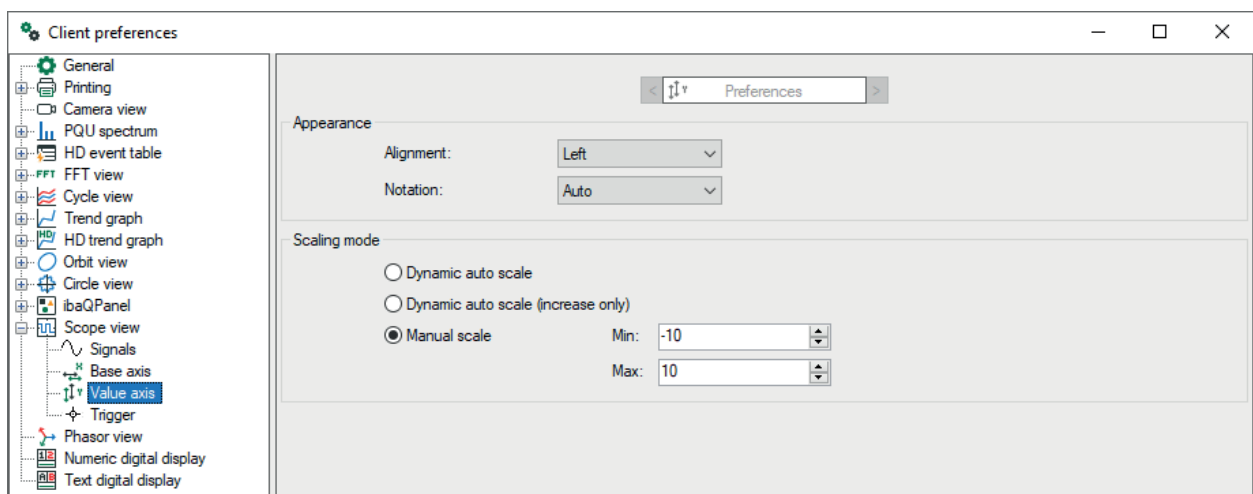 Client preferences
General
Printing
Camera view
PQU spectrum
HD event table
FFT FFT view
Cycle view
Trend graph
HD HD trend graph
Orbit view
Circle view
ibaQPanel
Scope view
Signals
X Base axis
Y Value axis
Trigger
Phasor view
12 Numeric digital display
AB Text digital display
< Y Preferences >
Appearance
Alignment: Left
Notation: Auto
Scaling mode
Dynamic auto scale
Dynamic auto scale (increase only)
Manual scale Min: -10
Max: 10